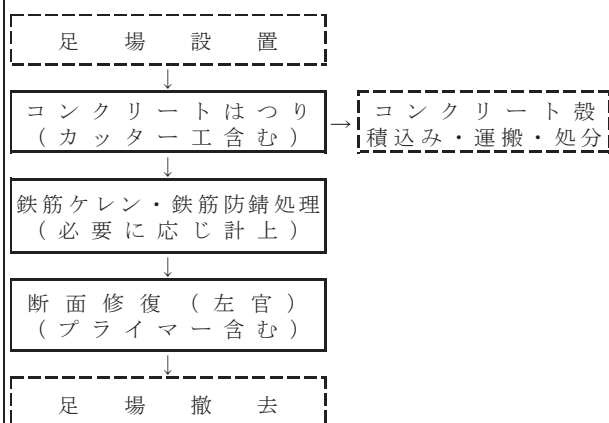 足場設置
↓
コンクリートはつり
(カッター工含む)
→
コンクリート殻
積込み・運搬・処分
↓
鉄筋ケレン・鉄筋防錆処理
(必要に応じ計上)
↓
断面修復(左官)
(プライマー含む)
↓
足場撤去